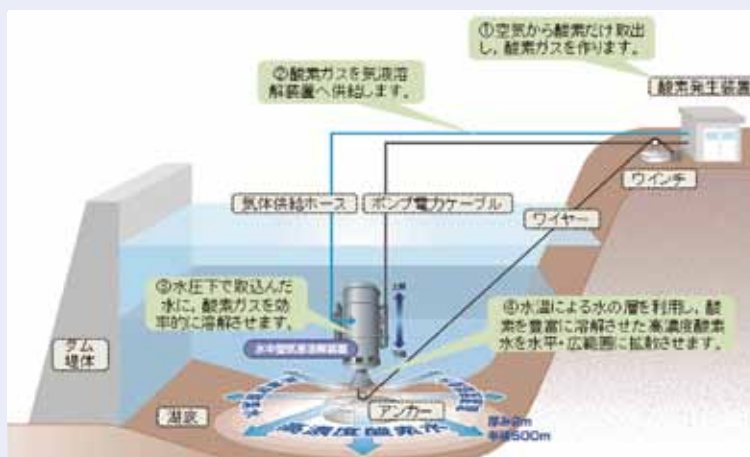 ①空気から酸素だけ取出
し、酸素ガスを作ります。
②酸素ガスを気液溶
解装置へ供給します。
酸素発生装置
ウインチ
気体供給ホース
ポンプ電力ケーブル
ワイヤー
③水圧下で取込んだ
水に、酸素ガスを効
率的に溶解させます。
④水温による水の層を利用し、酸
素を豊富に溶解させた高濃度酸素
水を水平・広範囲に拡散させます。
ダム
堤体
湖底
アンカー
高濃度酸素水
厚み2m
半径500m